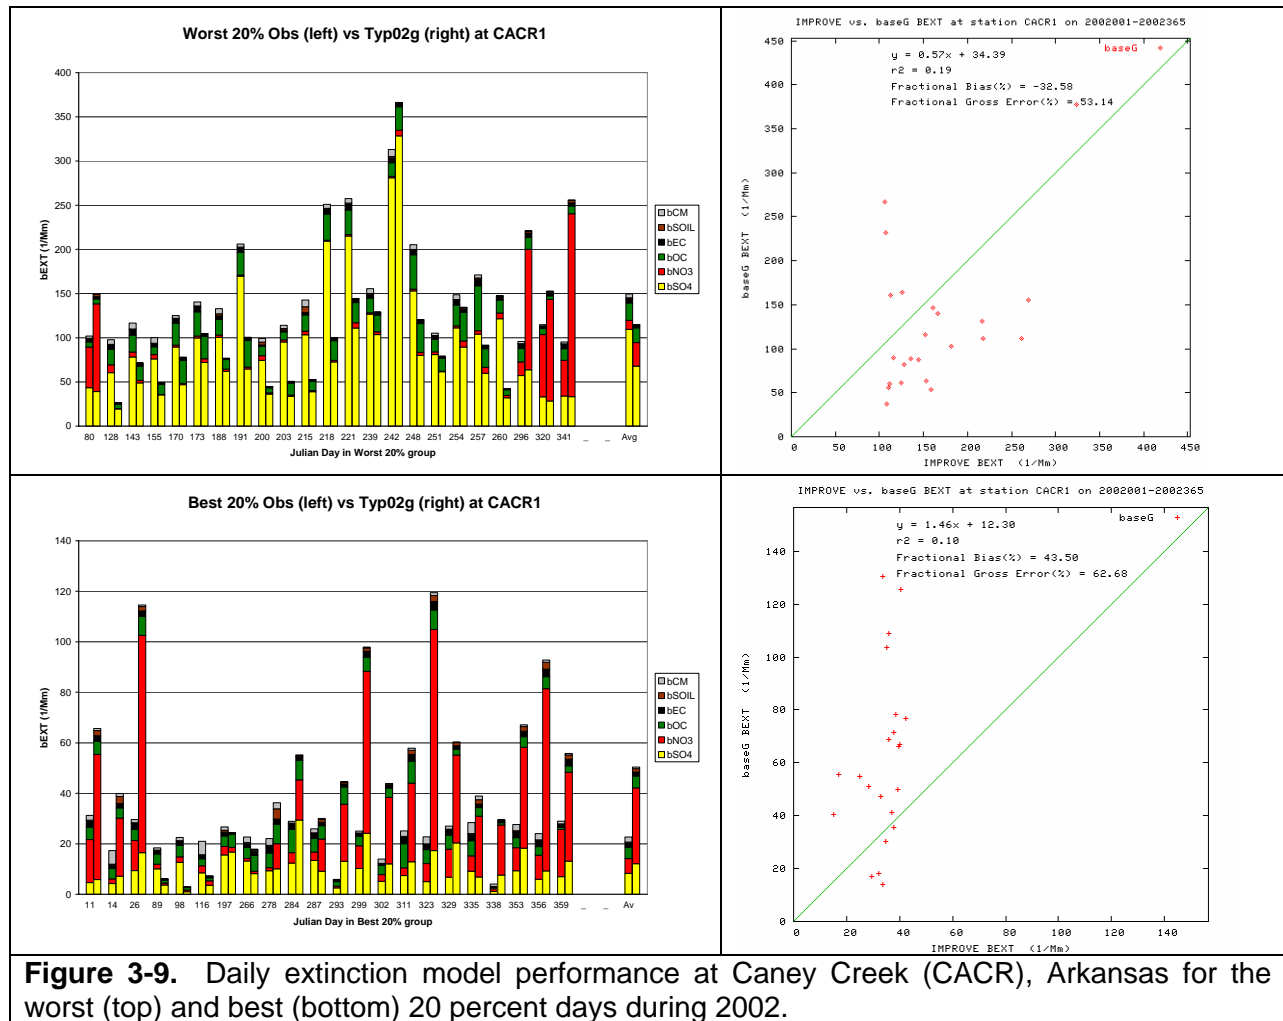 Worst 20% Obs (left) vs Typ02g (right) at CACR1
400
350
300
250
200
150
100
50
0
bEXT (1/Mm)
80 128 143 155 170 173 188 191 200 203 215 218 221 239 242 248 251 254 257 260 296 320 341 _ _ Avg
Julian Day in Worst 20% group
bCM
bSOIL
bEC
bOC
bNO3
bSO4
IMPROVE vs. baseG BEXT at station CACR1 on 2002001-2002365
baseG
y = 0.57x + 34.39
r2 = 0.19
Fractional Bias(%) = -32.58
Fractional Gross Error(%) = 53.14
450
400
350
300
250
200
150
100
50
0
baseG BEXT (1/Mm)
0 50 100 150 200 250 300 350 400 450
IMPROVE BEXT (1/Mm)
Best 20% Obs (left) vs Typ02g (right) at CACR1
140
120
100
80
60
40
20
0
bEXT (1/Mm)
11 14 26 89 98 116 197 266 278 284 287 293 299 302 311 323 329 335 338 353 356 359 _ _ Av
Julian Day in Best 20% group
bCM
bSOIL
bEC
bOC
bNO3
bSO4
IMPROVE vs. baseG BEXT at station CACR1 on 2002001-2002365
baseG
y = 1.46x + 12.30
r2 = 0.10
Fractional Bias(%) = 43.50
Fractional Gross Error(%) = 62.68
140
120
100
80
60
40
20
0
baseG BEXT (1/Mm)
0 20 40 60 80 100 120 140
IMPROVE BEXT (1/Mm)
Figure 3-9. Daily extinction model performance at Caney Creek (CACR), Arkansas for the
worst (top) and best (bottom) 20 percent days during 2002.